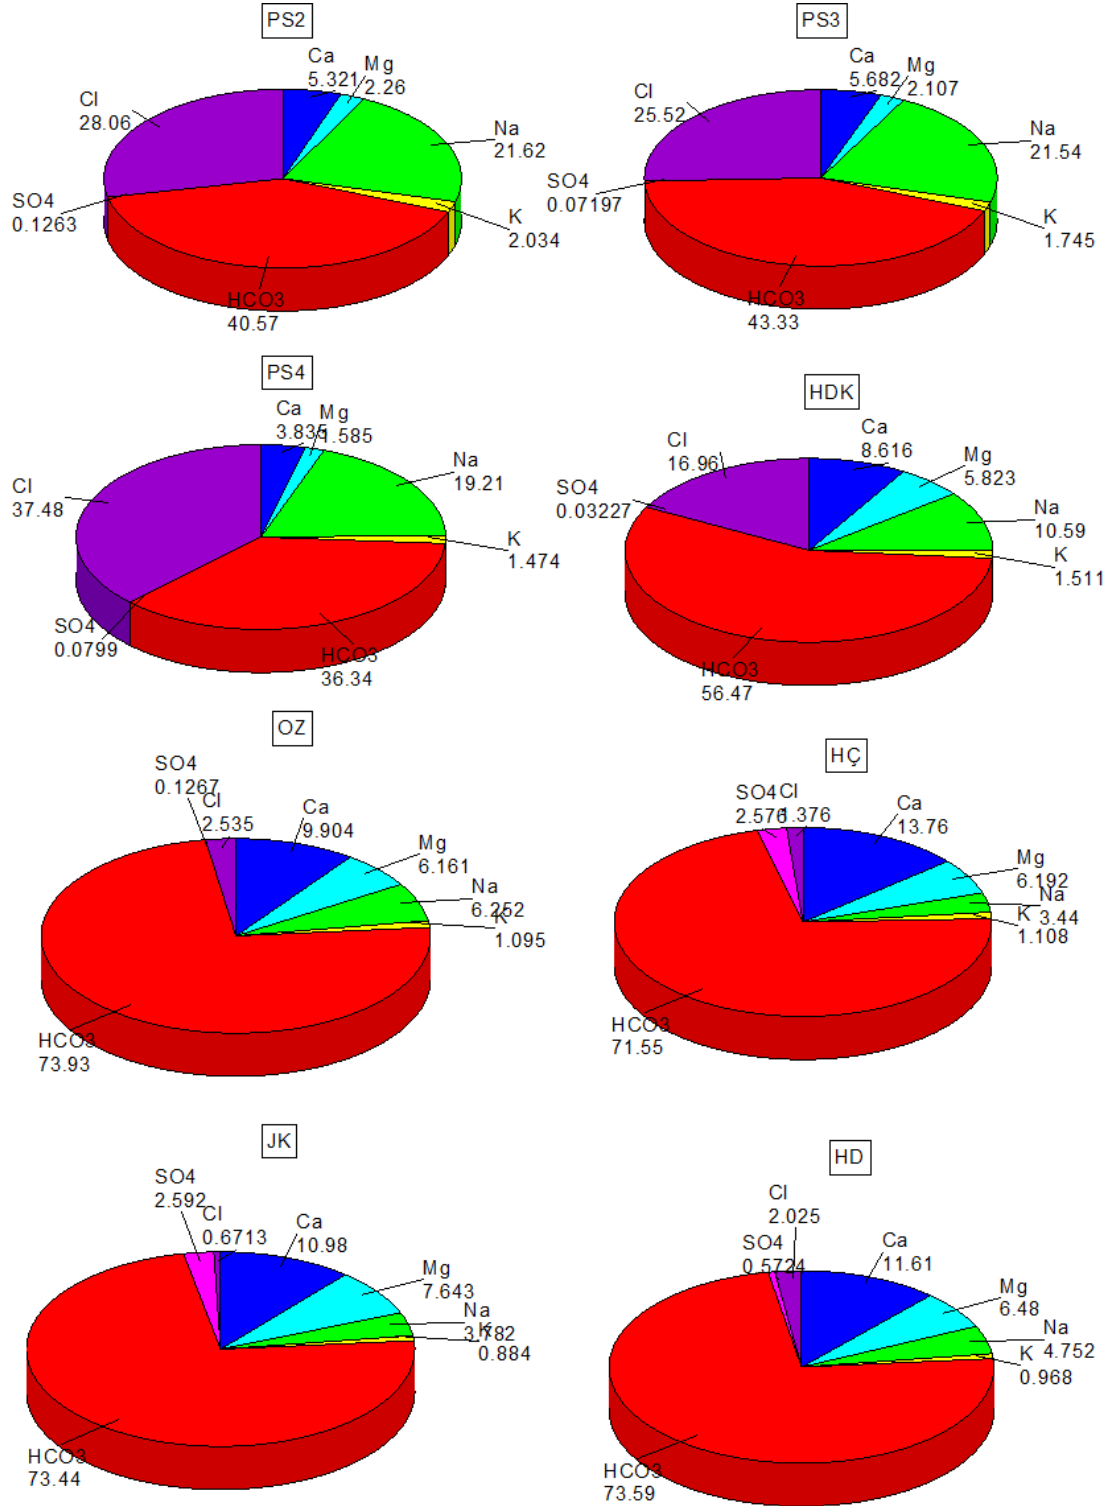 PS2
Ca
5.321
Mg
2.26
Na
21.62
K
2.034
HCO3
40.57
SO4
0.1263
Cl
28.06
PS3
Ca
5.682
Mg
2.107
Na
21.54
K
1.745
HCO3
43.33
SO4
0.07197
Cl
25.52
PS4
Ca
3.835
Mg
1.585
Na
19.21
K
1.474
HCO3
36.34
SO4
0.0799
Cl
37.48
HDK
Ca
8.616
Mg
5.823
Na
10.59
K
1.511
HCO3
56.47
SO4
0.03227
Cl
16.96
OZ
SO4
0.1267
Cl
2.535
Ca
9.904
Mg
6.161
Na
6.252
K
1.095
HCO3
73.93
HÇ
SO4
2.576
Cl
1.376
Ca
13.76
Mg
6.192
Na
3.44
K
1.108
HCO3
71.55
JK
SO4
2.592
Cl
0.6713
Ca
10.98
Mg
7.643
Na
3.782
K
0.884
HCO3
73.44
HD
Cl
2.025
SO4
0.5724
Ca
11.61
Mg
6.48
Na
4.752
K
0.968
HCO3
73.59